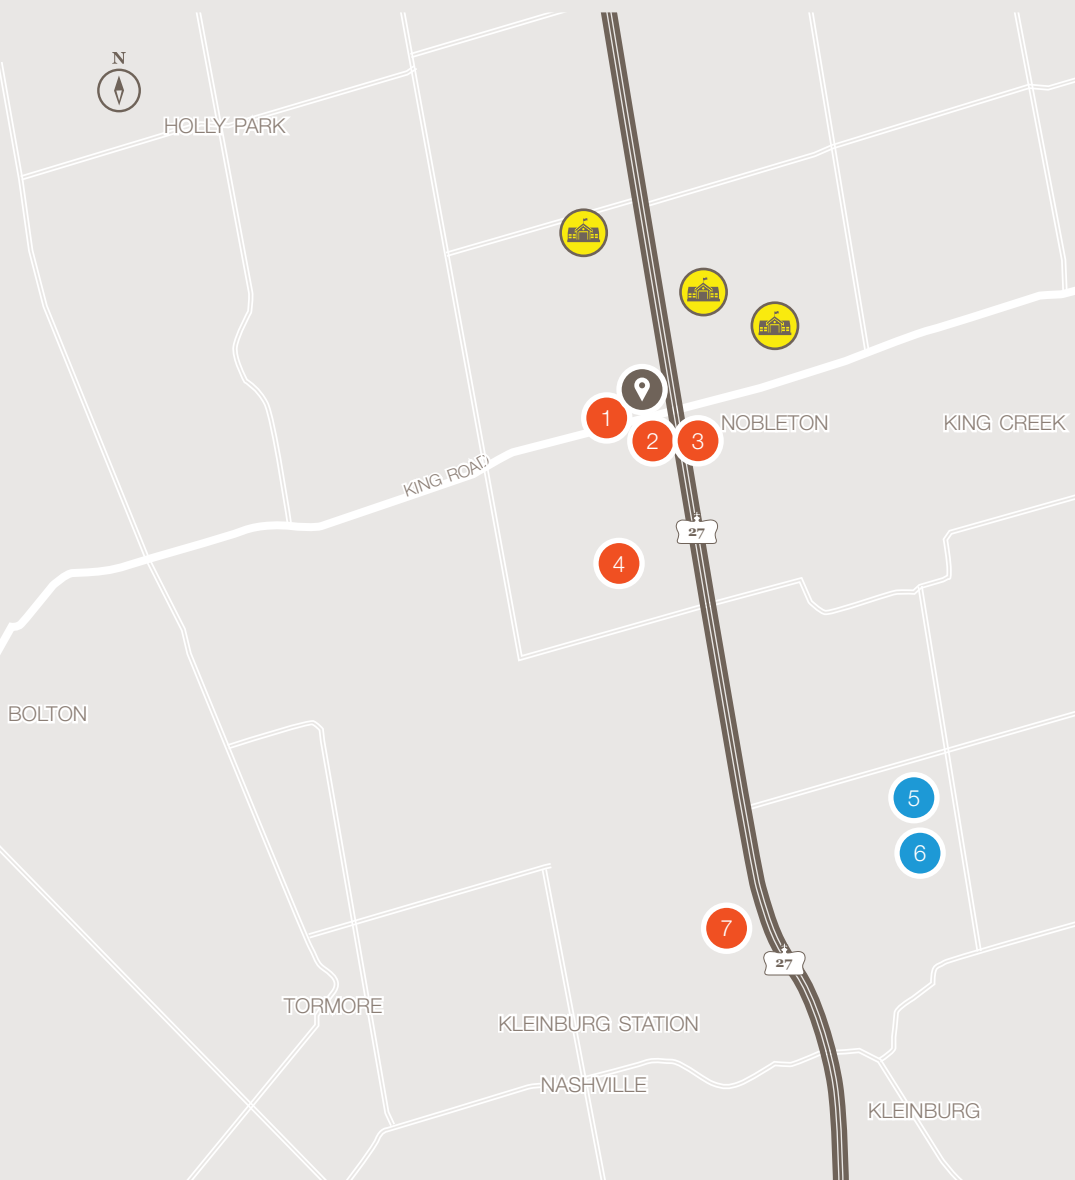 N
HOLLY PARK
1
2
3
NOBLETON
KING CREEK
KING ROAD
27
4
BOLTON
5
6
7
27
TORMORE
KLEINBURG STATION
NASHVILLE
KLEINBURG